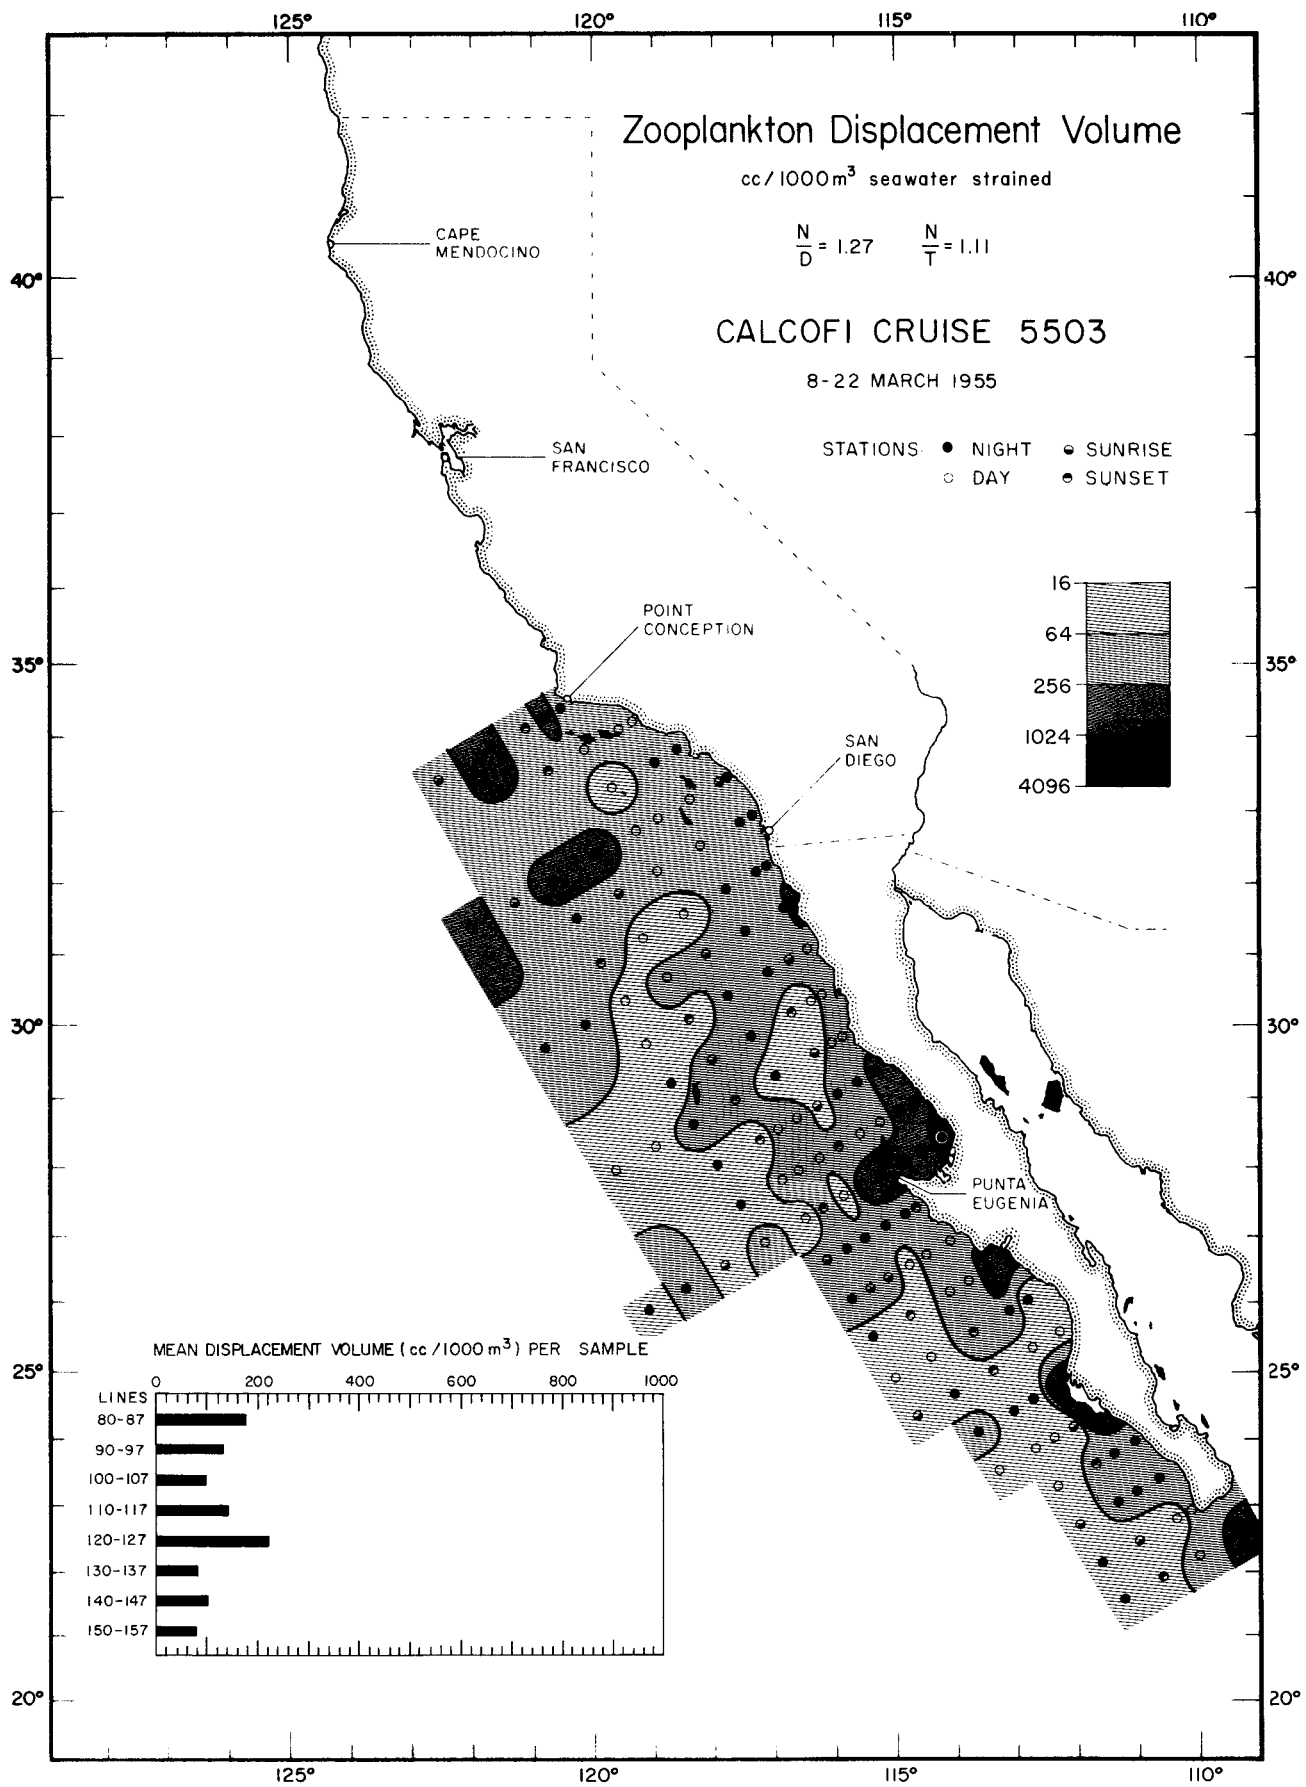 125° 120° 115° 110°
Zooplankton Displacement Volume
cc/1000m³ seawater strained
N/D = 1.27 N/T = 1.11
CAPE
MENDOCINO
40° 40°
CALCOFI CRUISE 5503
8-22 MARCH 1955
STATIONS: ● NIGHT ◒ SUNRISE
○ DAY ◓ SUNSET
SAN
FRANCISCO
16
64
256
1024
4096
POINT
CONCEPTION
35° 35°
SAN
DIEGO
30° 30°
PUNTA
EUGENIA
MEAN DISPLACEMENT VOLUME (cc/1000m³) PER SAMPLE
25° 25°
LINES 0 200 400 600 800 1000
80-87
90-97
100-107
110-117
120-127
130-137
140-147
150-157
20° 20°
125° 120° 115° 110°